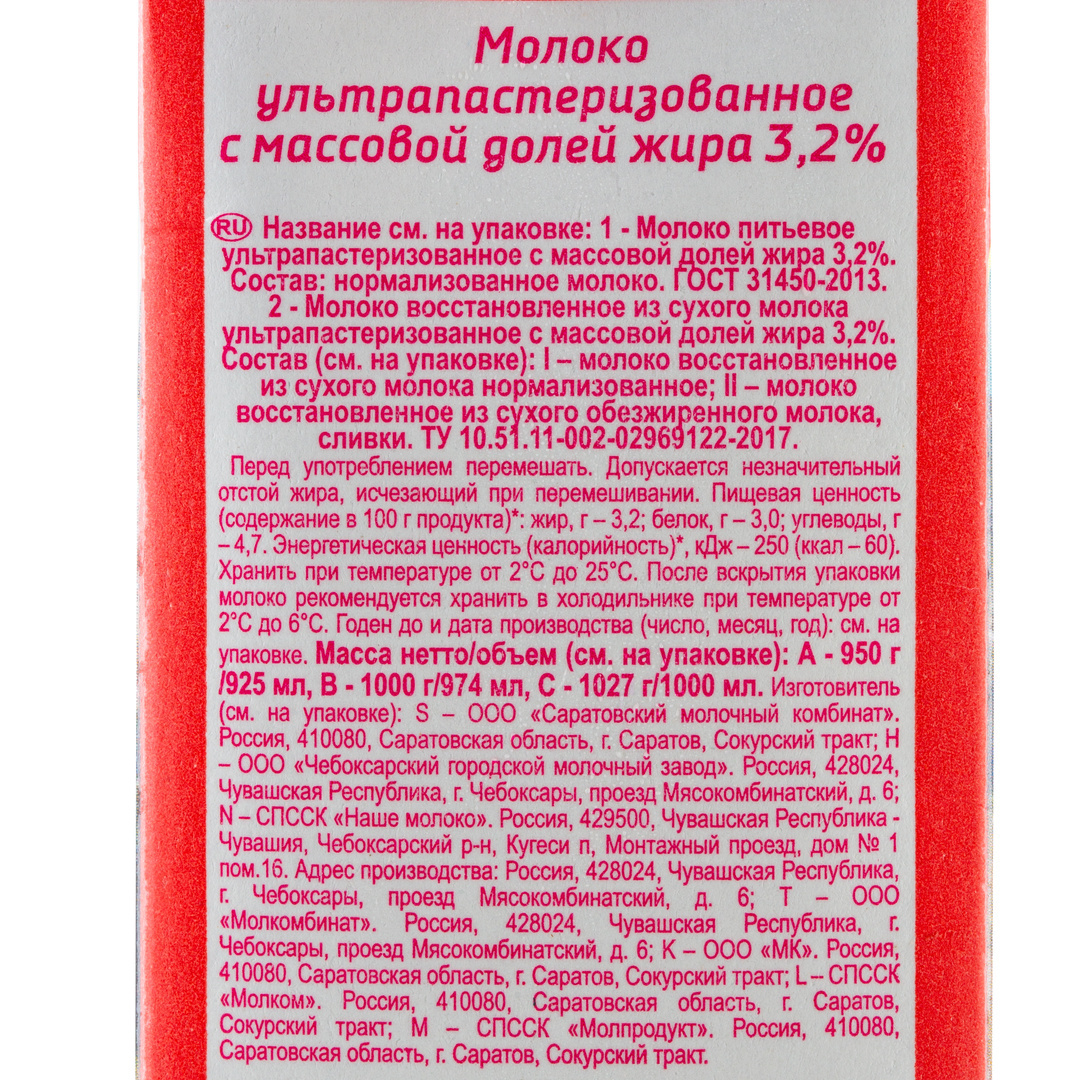 Молоко
ультрапастеризованное
с массовой долей жира 3,2%
RU Название см. на упаковке: 1 - Молоко питьевое
ультрапастеризованное с массовой долей жира 3,2%.
Состав: нормализованное молоко. ГОСТ 31450-2013.
2 - Молоко восстановленное из сухого молока
ультрапастеризованное с массовой долей жира 3,2%.
Состав (см. на упаковке): I – молоко восстановленное
из сухого молока нормализованное; II – молоко
восстановленное из сухого обезжиренного молока,
сливки. ТУ 10.51.11-002-02969122-2017.
Перед употреблением перемешать. Допускается незначительный
отстой жира, исчезающий при перемешивании. Пищевая ценность
(содержание в 100 г продукта)*: жир, г – 3,2; белок, г – 3,0; углеводы, г
– 4,7. Энергетическая ценность (калорийность)*, кДж – 250 (ккал – 60).
Хранить при температуре от 2°С до 25°С. После вскрытия упаковки
молоко рекомендуется хранить в холодильнике при температуре от
2°С до 6°С. Годен до и дата производства (число, месяц, год): см. на
упаковке. Масса нетто/объем (см. на упаковке): А - 950 г
/925 мл, В - 1000 г/974 мл, С - 1027 г/1000 мл. Изготовитель
(см. на упаковке): S – ООО «Саратовский молочный комбинат».
Россия, 410080, Саратовская область, г. Саратов, Сокурский тракт; Н
– ООО «Чебоксарский городской молочный завод». Россия, 428024,
Чувашская Республика, г. Чебоксары, проезд Мясокомбинатский, д. 6;
N – СПССК «Наше молоко». Россия, 429500, Чувашская Республика -
Чувашия, Чебоксарский р-н, Кугеси п, Монтажный проезд, дом № 1
пом.16. Адрес производства: Россия, 428024, Чувашская Республика,
г. Чебоксары, проезд Мясокомбинатский, д. 6; Т – ООО
«Молкомбинат». Россия, 428024, Чувашская Республика, г.
Чебоксары, проезд Мясокомбинатский, д. 6; К – ООО «МК». Россия,
410080, Саратовская область, г. Саратов, Сокурский тракт; L – СПССК
«Молком». Россия, 410080, Саратовская область, г. Саратов,
Сокурский тракт; М – СПССК «Молпродукт». Россия, 410080,
Саратовская область, г. Саратов, Сокурский тракт.